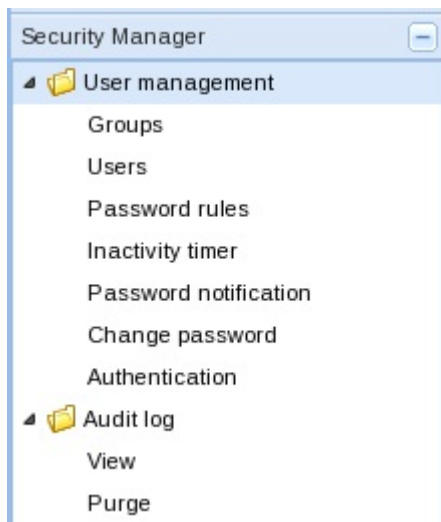 Security Manager
User management
Groups
Users
Password rules
Inactivity timer
Password notification
Change password
Authentication
Audit log
View
Purge